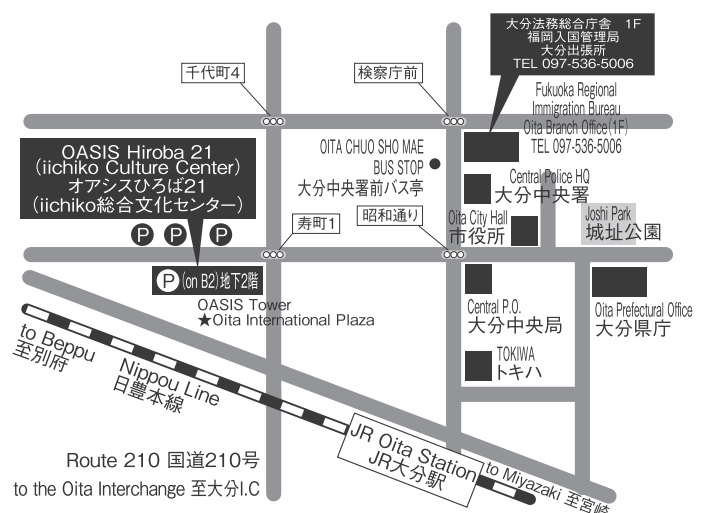 大分法務総合庁舎　1F
福岡入国管理局
大分出張所
TEL 097-536-5006
千代町4
検察庁前
Fukuoka Regional
Immigration Bureau
Oita Branch Office(1F)
TEL 097-536-5006
OASIS Hiroba 21
(iichiko Culture Center)
オアシスひろば21
(iichiko総合文化センター)
OITA CHUO SHO MAE
BUS STOP
大分中央署前バス亭
Central Police HQ
大分中央署
寿町1
昭和通り
Oita City Hall
市役所
Joshi Park
城址公園
P P P
P (on B2)地下2階
OASIS Tower
★Oita International Plaza
Central P.O.
大分中央局
Oita Prefectural Office
大分県庁
TOKIWA
トキハ
to Beppu
至別府
Nippou Line
日豊本線
JR Oita Station
JR大分駅
to Miyazaki 至宮崎
Route 210 国道210号
to the Oita Interchange 至大分I.C